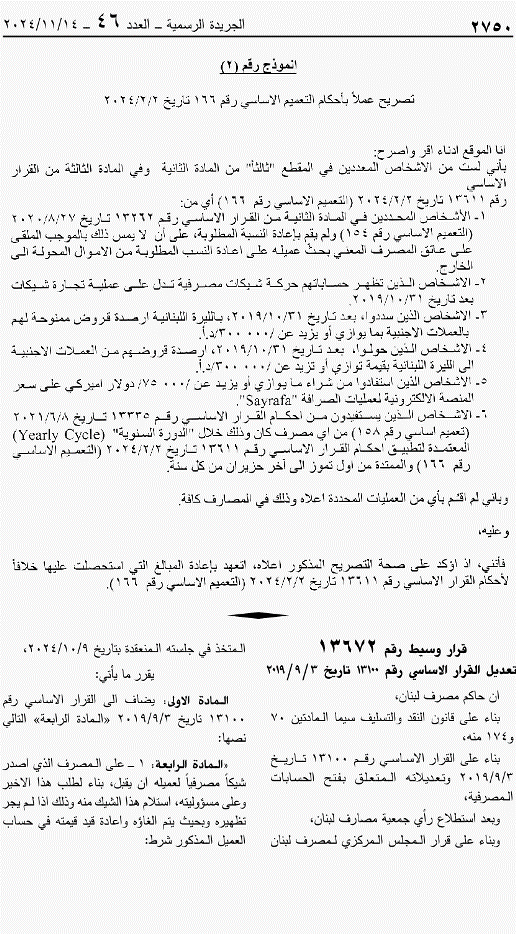 ٢٧٥٠
الجريدة الرسمية – العدد ٤٦ – ٢٠٢٤/١١/١٤
انموذج رقم (٢)
تصريح عملاً بأحكام التعميم الاساسي رقم ١٦٦ تاريخ ٢٠٢٤/٢/٢
انا الموقع ادناه اقر واصرح:
بأني لست من الاشخاص المعددين في المقطع "ثالثاً" من المادة الثانية وفي المادة الثالثة من القرار
الاساسي
رقم ١٣٦١١ تاريخ ٢٠٢٤/٢/٢ (التعميم الاساسي رقم ١٦٦) أي من:
١ – الأشخاص المحددين في المادة الثانية من القرار الاساسي رقم ١٣٢٦٢ تاريخ ٢٠٢٠/٨/٢٧
(التعميم الاساسي رقم ١٥٤) ولم يقم بإعادة النسبة المطلوبة، على أن لا يمس ذلك بالموجب الملقى
على عاتق المصرف المعني بحث عميله على اعادة النسب المطلوبة من الاموال المحولة الى
الخارج.
٢ – الاشخاص الذين تظهر حساباتهم حركة شيكات مصرفية تدل على عملية تجارة شيكات
بعد تاريخ ٢٠١٩/١٠/٣١.
٣ – الاشخاص الذين سددوا، بعد تاريخ ٢٠١٩/١٠/٣١، بالليرة اللبنانية ارصدة قروض ممنوحة لهم
بالعملات الاجنبية بما يوازي أو يزيد عن /٣٠٠ ٠٠٠/د.أ.
٤ – الاشخاص الذين حولوا، بعد تاريخ ٢٠١٩/١٠/٣١، ارصدة قروضهم من العملات الاجنبية
الى الليرة اللبنانية بقيمة توازي أو تزيد عن /٣٠٠ ٠٠٠/د.أ.
٥ – الاشخاص الذين استفادوا من شراء ما يوازي أو يزيد عن /٧٥ ٠٠٠/ دولار اميركي على سعر
المنصة الالكترونية لعمليات الصرافة "Sayrafa".
٦ – الاشخاص الذين يستفيدون من احكام القرار الاساسي رقم ١٣٣٣٥ تاريخ ٢٠٢١/٦/٨
(تعميم اساسي رقم ١٥٨) من اي مصرف كان وذلك خلال "الدورة السنوية" (Yearly Cycle)
المعتمدة لتطبيق احكام القرار الاساسي رقم ١٣٦١١ تاريخ ٢٠٢٤/٢/٢ (التعميم الاساسي
رقم ١٦٦) والممتدة من اول تموز الى آخر حزيران من كل سنة.
وباني لم اقم بأي من العمليات المحددة اعلاه وذلك في المصارف كافة.
وعليه،
فأنني، اذ اؤكد على صحة التصريح المذكور اعلاه، اتعهد بإعادة المبالغ التي استحصلت عليها خلافاً
لأحكام القرار الاساسي رقم ١٣٦١١ تاريخ ٢٠٢٤/٢/٢ (التعميم الاساسي رقم ١٦٦).
قرار وسيط رقم ١٣٦٧٢
تعديل القرار الاساسي رقم ١٣١٠٠ تاريخ ٢٠١٩/٩/٣
ان حاكم مصرف لبنان،
بناء على قانون النقد والتسليف سيما المادتين ٧٠
و١٧٤ منه،
بناء على القرار الاساسي رقم ١٣١٠٠ تاريخ
٢٠١٩/٩/٣ وتعديلاته المتعلق بفتح الحسابات
المصرفية،
وبعد استطلاع رأي جمعية مصارف لبنان،
وبناء على قرار المجلس المركزي لمصرف لبنان
المتخذ في جلسته المنعقدة بتاريخ ٢٠٢٤/١٠/٩،
يقرر ما يأتي:
المادة الاولى: يضاف الى القرار الاساسي رقم
١٣١٠٠ تاريخ ٢٠١٩/٩/٣ «المادة الرابعة» التالي
نصها:
«المادة الرابعة: ١ – على المصرف الذي اصدر
شيكاً مصرفياً لعميله ان يقبل، بناء لطلب هذا الاخير
وعلى مسؤوليته، استلام هذا الشيك منه وذلك اذا لم يجر
تظهيره وبحيث يتم الغاؤه واعادة قيد قيمته في حساب
العميل المذكور شرط: